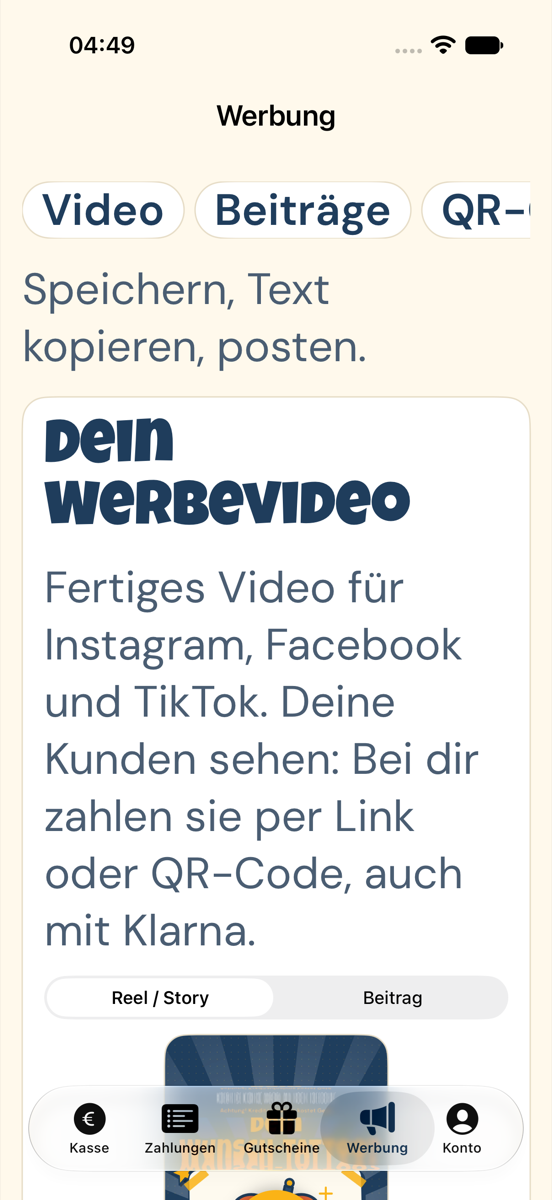 04:49
Werbung
Video
Beiträge
QR-
Speichern, Text
kopieren, posten.
Dein
Werbevideo
Fertiges Video für
Instagram, Facebook
und TikTok. Deine
Kunden sehen: Bei dir
zahlen sie per Link
oder QR-Code, auch
mit Klarna.
Reel / Story
Beitrag
€
Kasse
Zahlungen
Gutscheine
Werbung
Konto